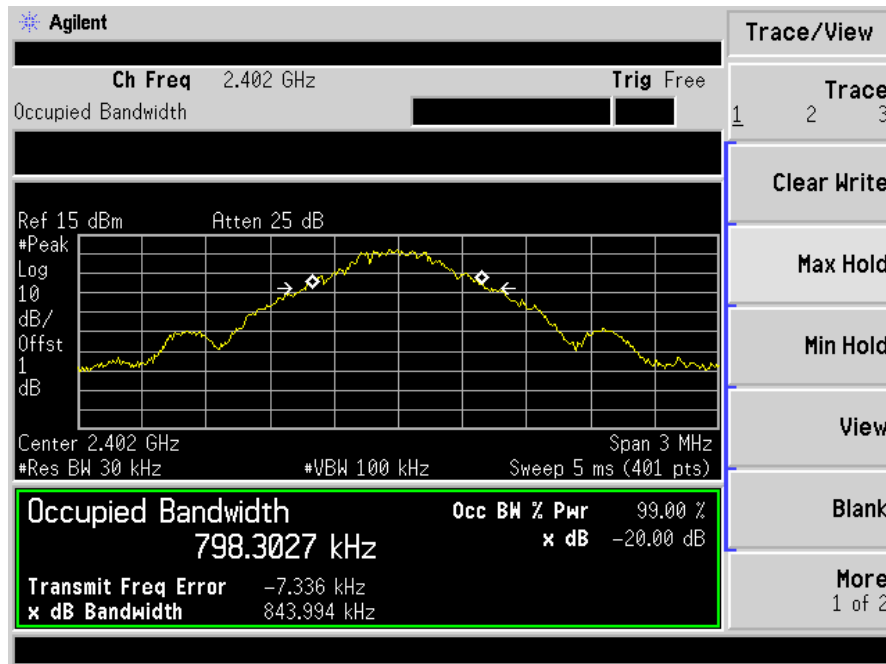 Agilent
Trace/View
Ch Freq 2.402 GHz Trig Free
Occupied Bandwidth
Trace
1 2 3
Clear Write
Ref 15 dBm Atten 25 dB
#Peak
Log
10
dB/
Offst
1
dB
Max Hold
Min Hold
View
Center 2.402 GHz Span 3 MHz
#Res BW 30 kHz #VBW 100 kHz Sweep 5 ms (401 pts)
Occupied Bandwidth
798.3027 kHz
Occ BW % Pwr 99.00 %
x dB -20.00 dB
Transmit Freq Error -7.336 kHz
x dB Bandwidth 843.994 kHz
Blank
More
1 of 2